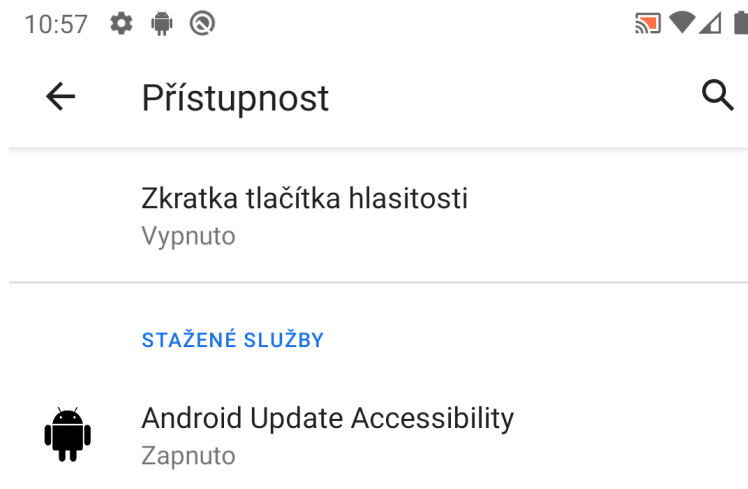 10:57
Přístupnost
Zkratka tlačítka hlasitosti
Vypnuto
STAŽENÉ SLUŽBY
Android Update Accessibility
Zapnuto